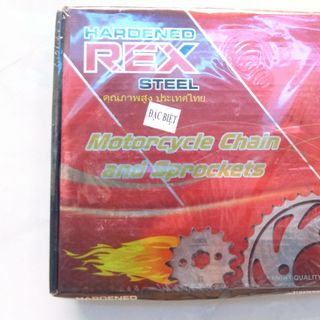 HARDENED
REX
STEEL
คุณภาพสูง ประเทศไทย
ĐẶC BIỆT
Motorcycle Chain
and Sprockets
QUALITY
HARDENED